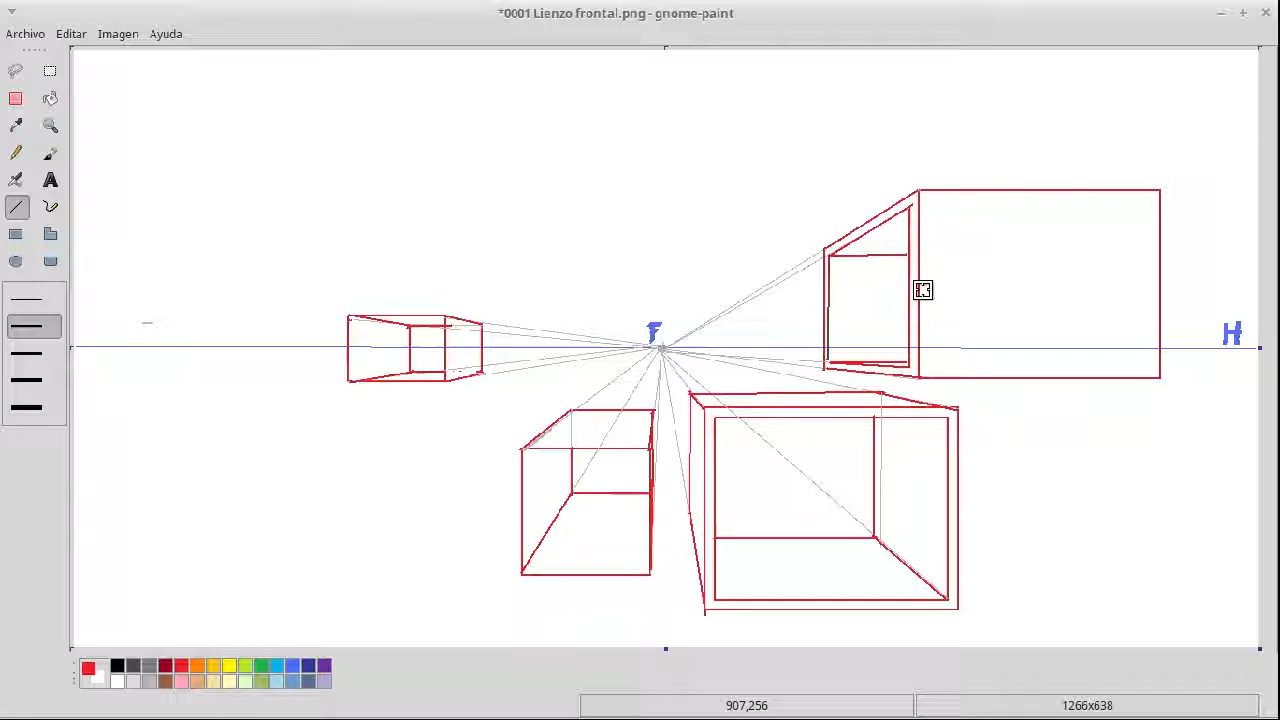 *0001 Lienzo frontal.png - gnome-paint
Archivo Editar Imagen Ayuda
F
H
907,256 1266x638